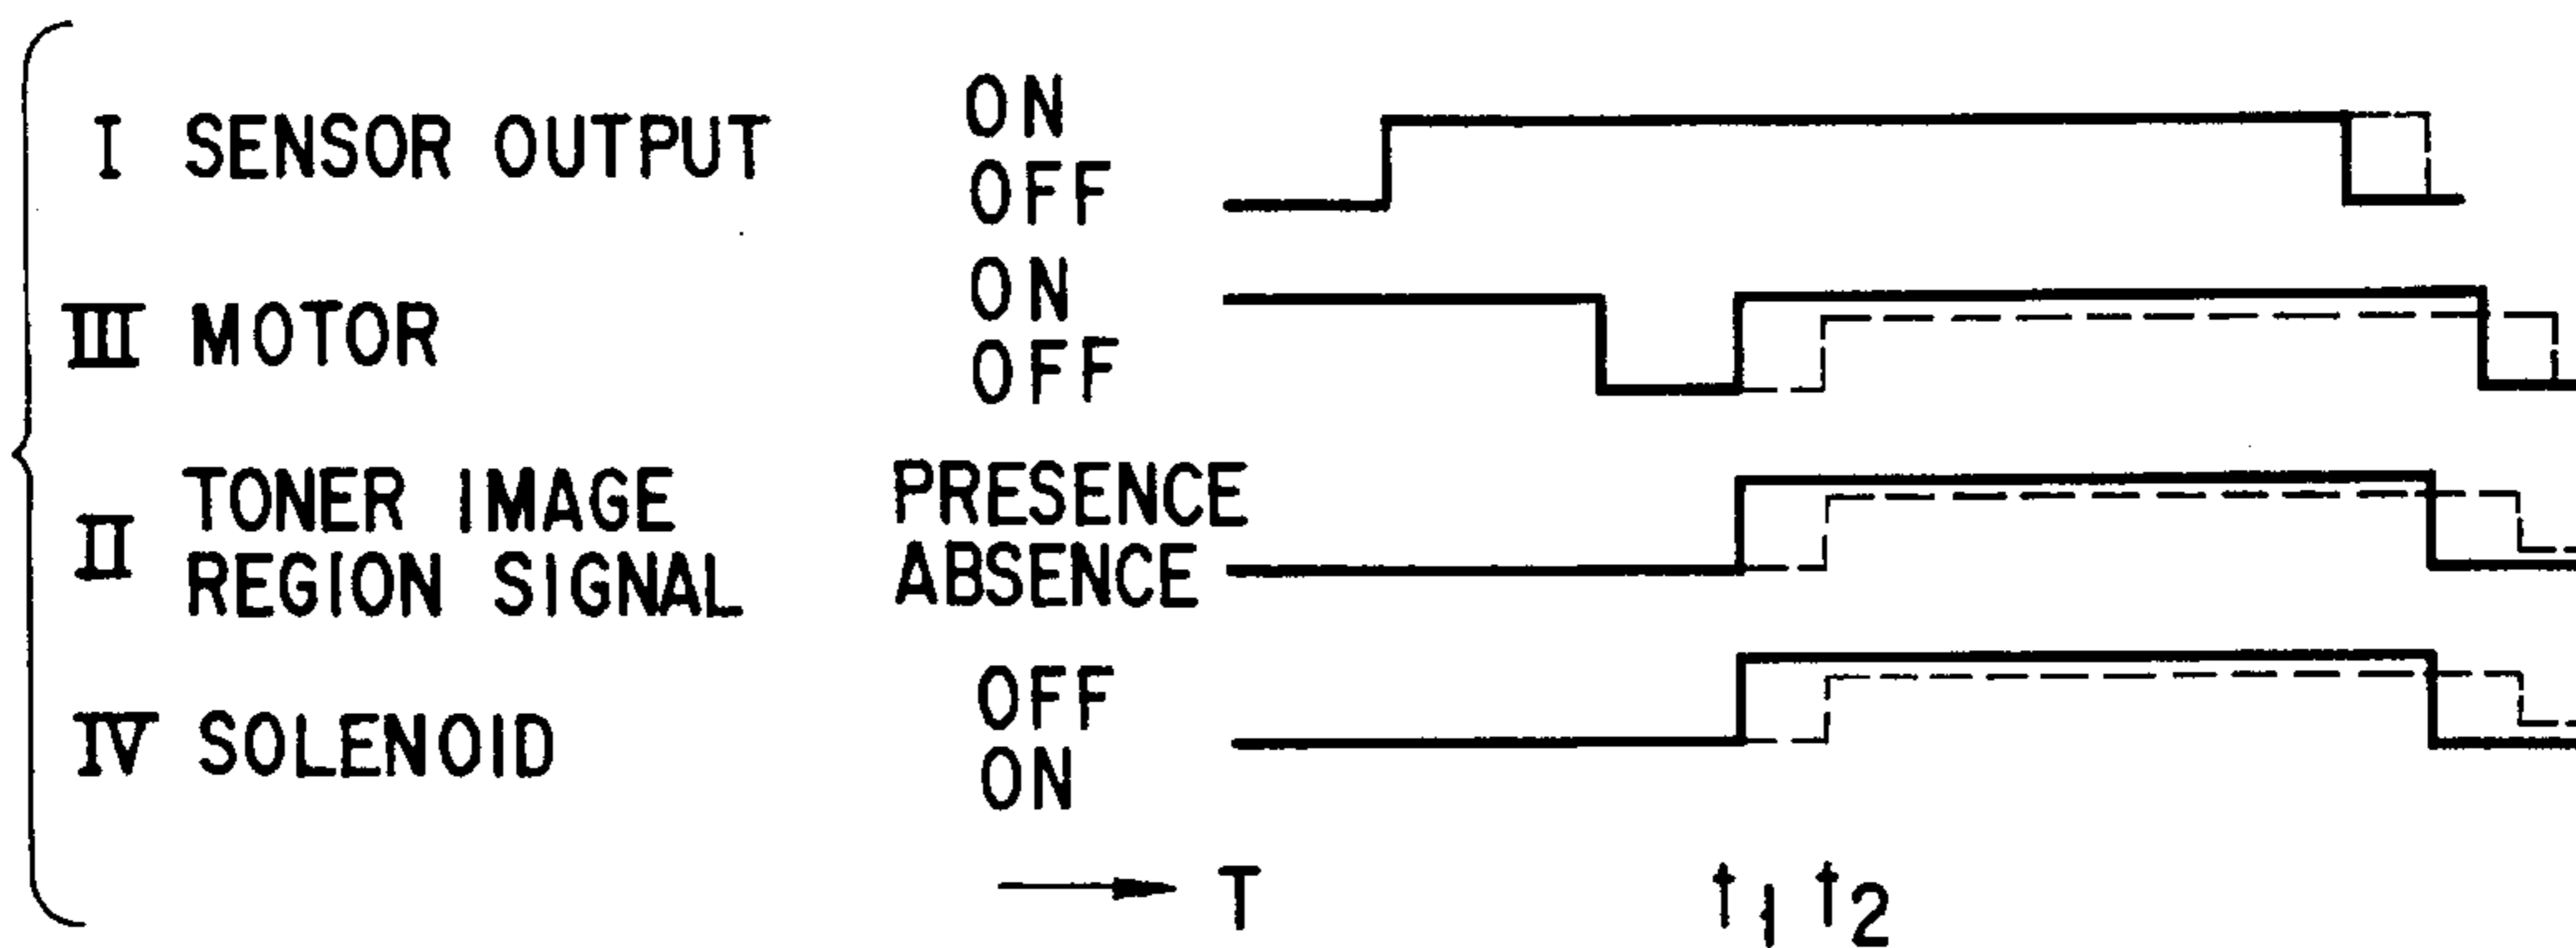 I SENSOR OUTPUT ON
OFF
III MOTOR ON
OFF
II TONER IMAGE REGION SIGNAL PRESENCE
ABSENCE
IV SOLENOID OFF
ON
T t1 t2